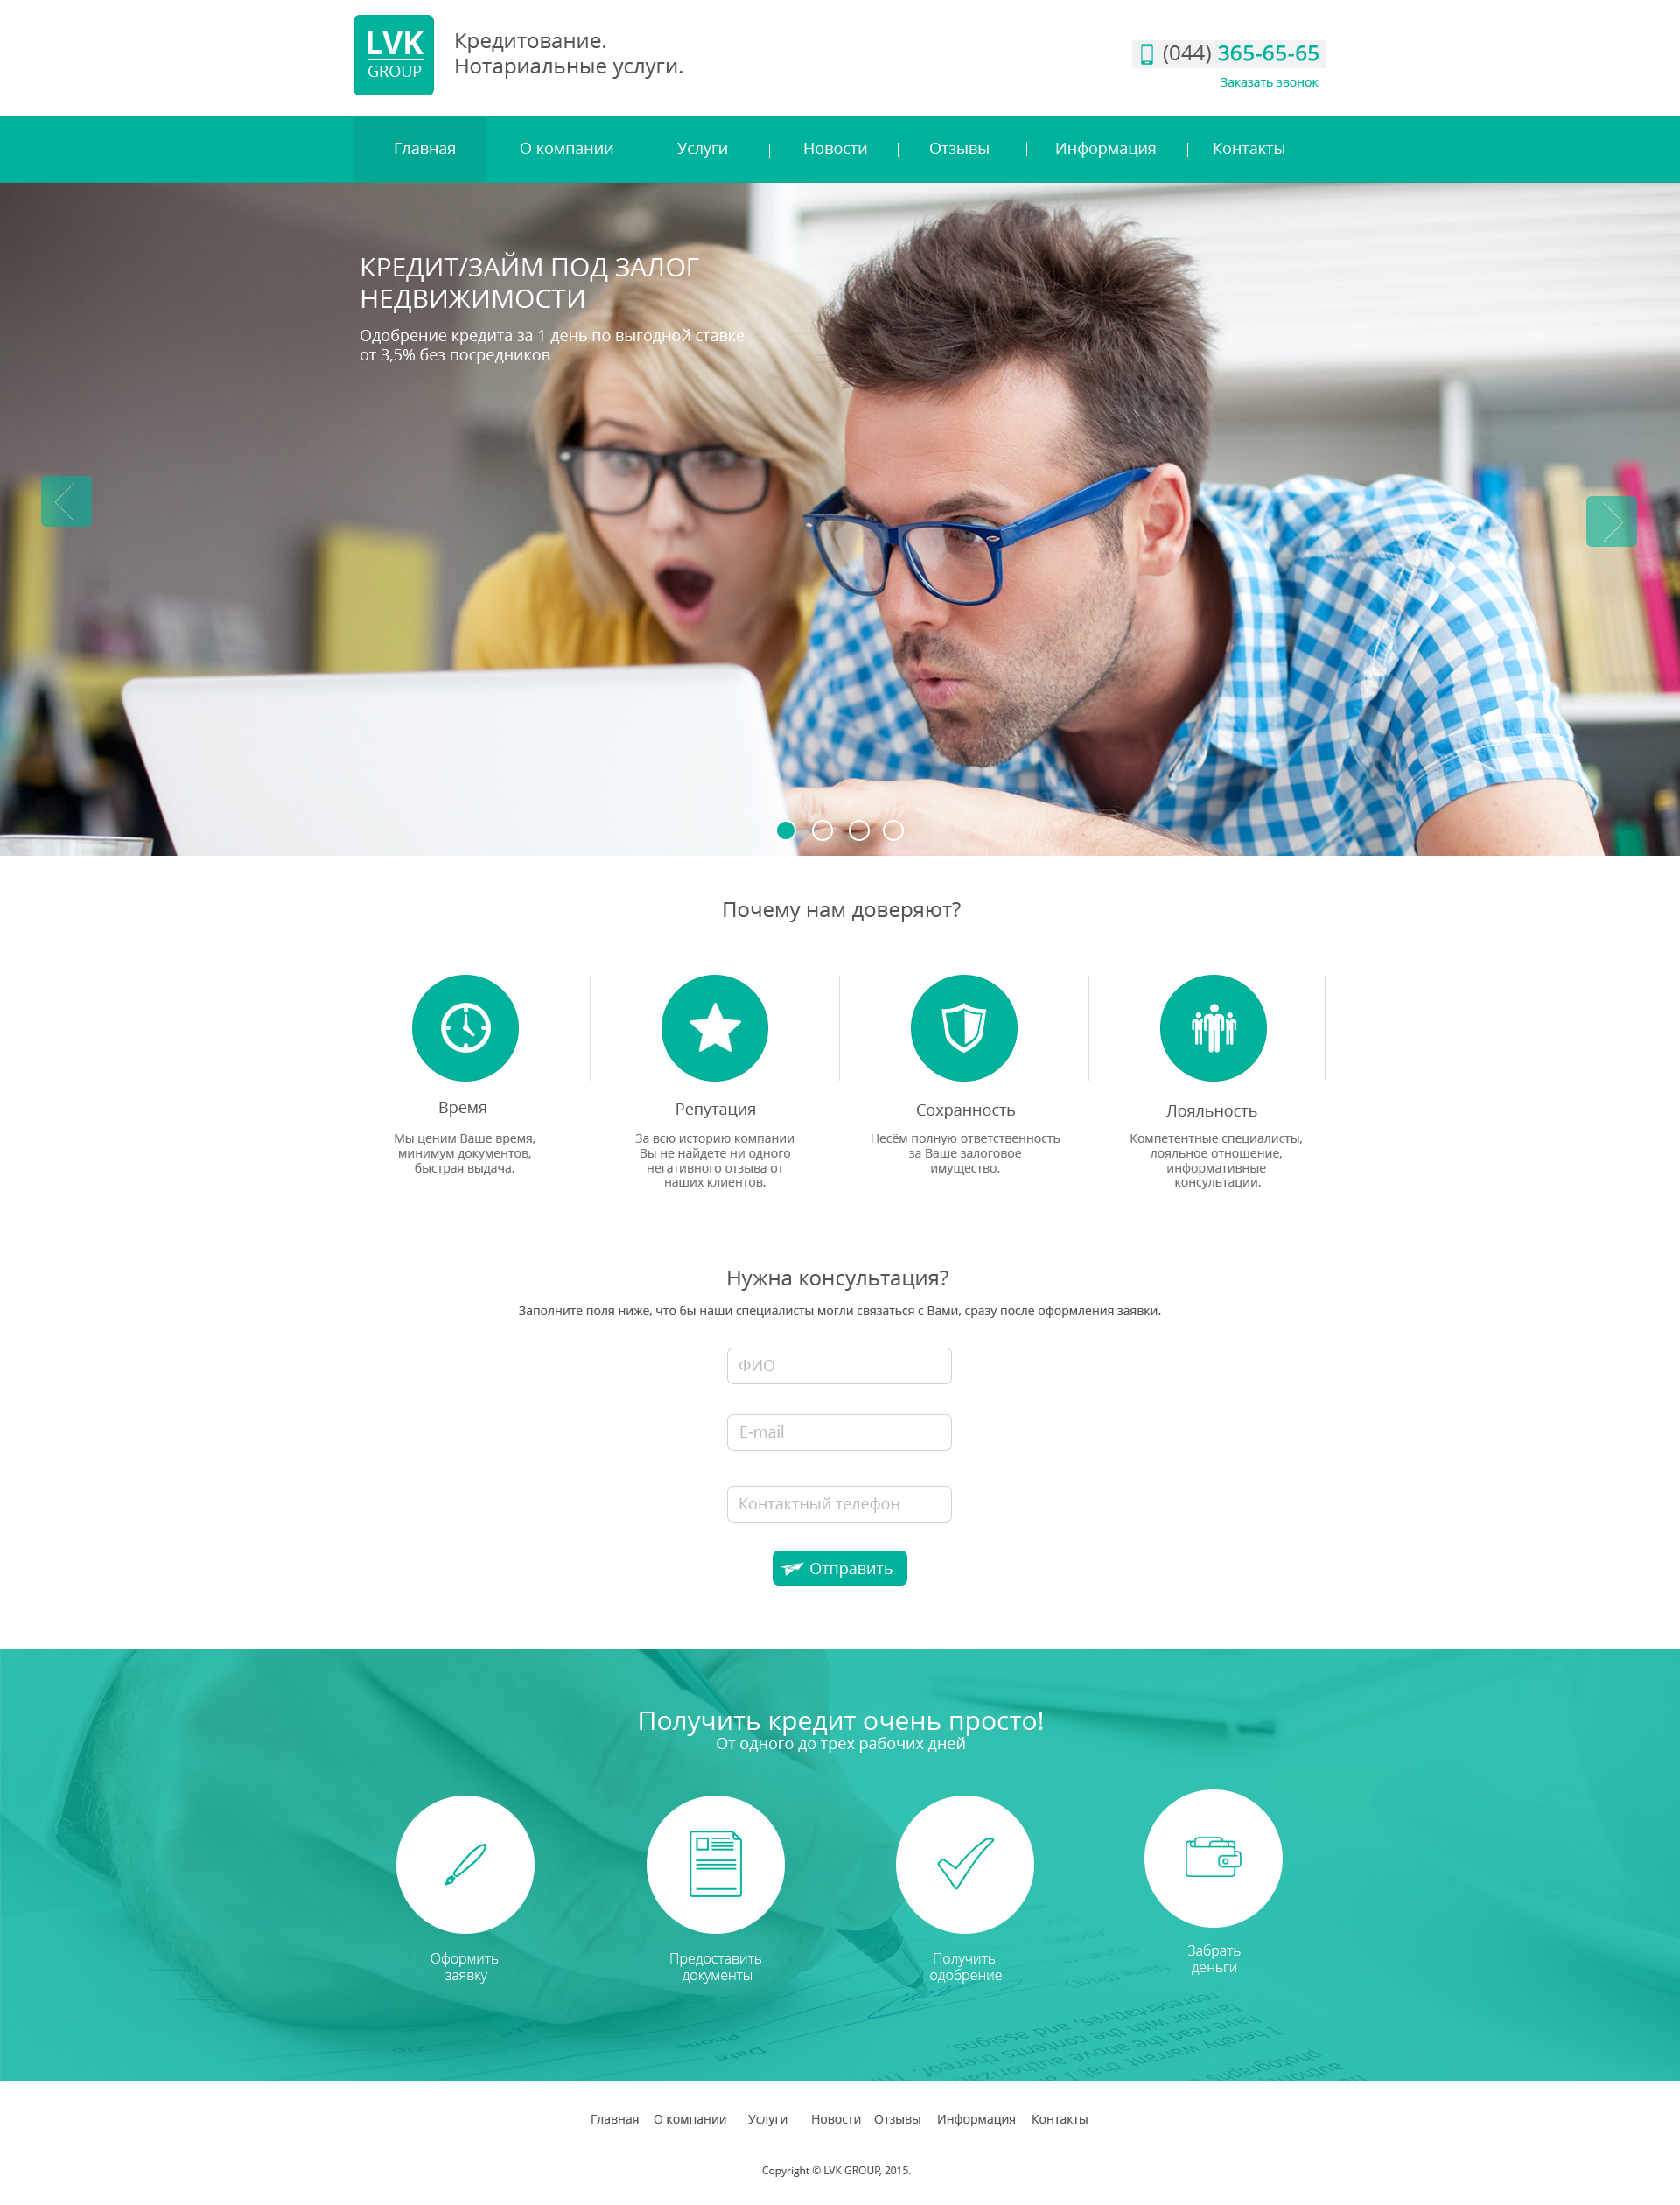 LVK
GROUP
Кредитование.
Нотариальные услуги.
(044) 365-65-65
Заказать звонок
Главная
О компании
Услуги
Новости
Отзывы
Информация
Контакты
КРЕДИТ/ЗАЙМ ПОД ЗАЛОГ
НЕДВИЖИМОСТИ
Одобрение кредита за 1 день по выгодной ставке
от 3,5% без посредников
Почему нам доверяют?
Время
Мы ценим Ваше время,
минимум документов,
быстрая выдача.
Репутация
За всю историю компании
Вы не найдете ни одного
негативного отзыва от
наших клиентов.
Сохранность
Несём полную ответственность
за Ваше залоговое
имущество.
Лояльность
Компетентные специалисты,
лояльное отношение,
информативные
консультации.
Нужна консультация?
Заполните поля ниже, что бы наши специалисты могли связаться с Вами, сразу после оформления заявки.
ФИО
E-mail
Контактный телефон
Отправить
Получить кредит очень просто!
От одного до трех рабочих дней
Оформить
заявку
Предоставить
документы
Получить
одобрение
Забрать
деньги
Главная
О компании
Услуги
Новости
Отзывы
Информация
Контакты
Copyright © LVK GROUP, 2015.